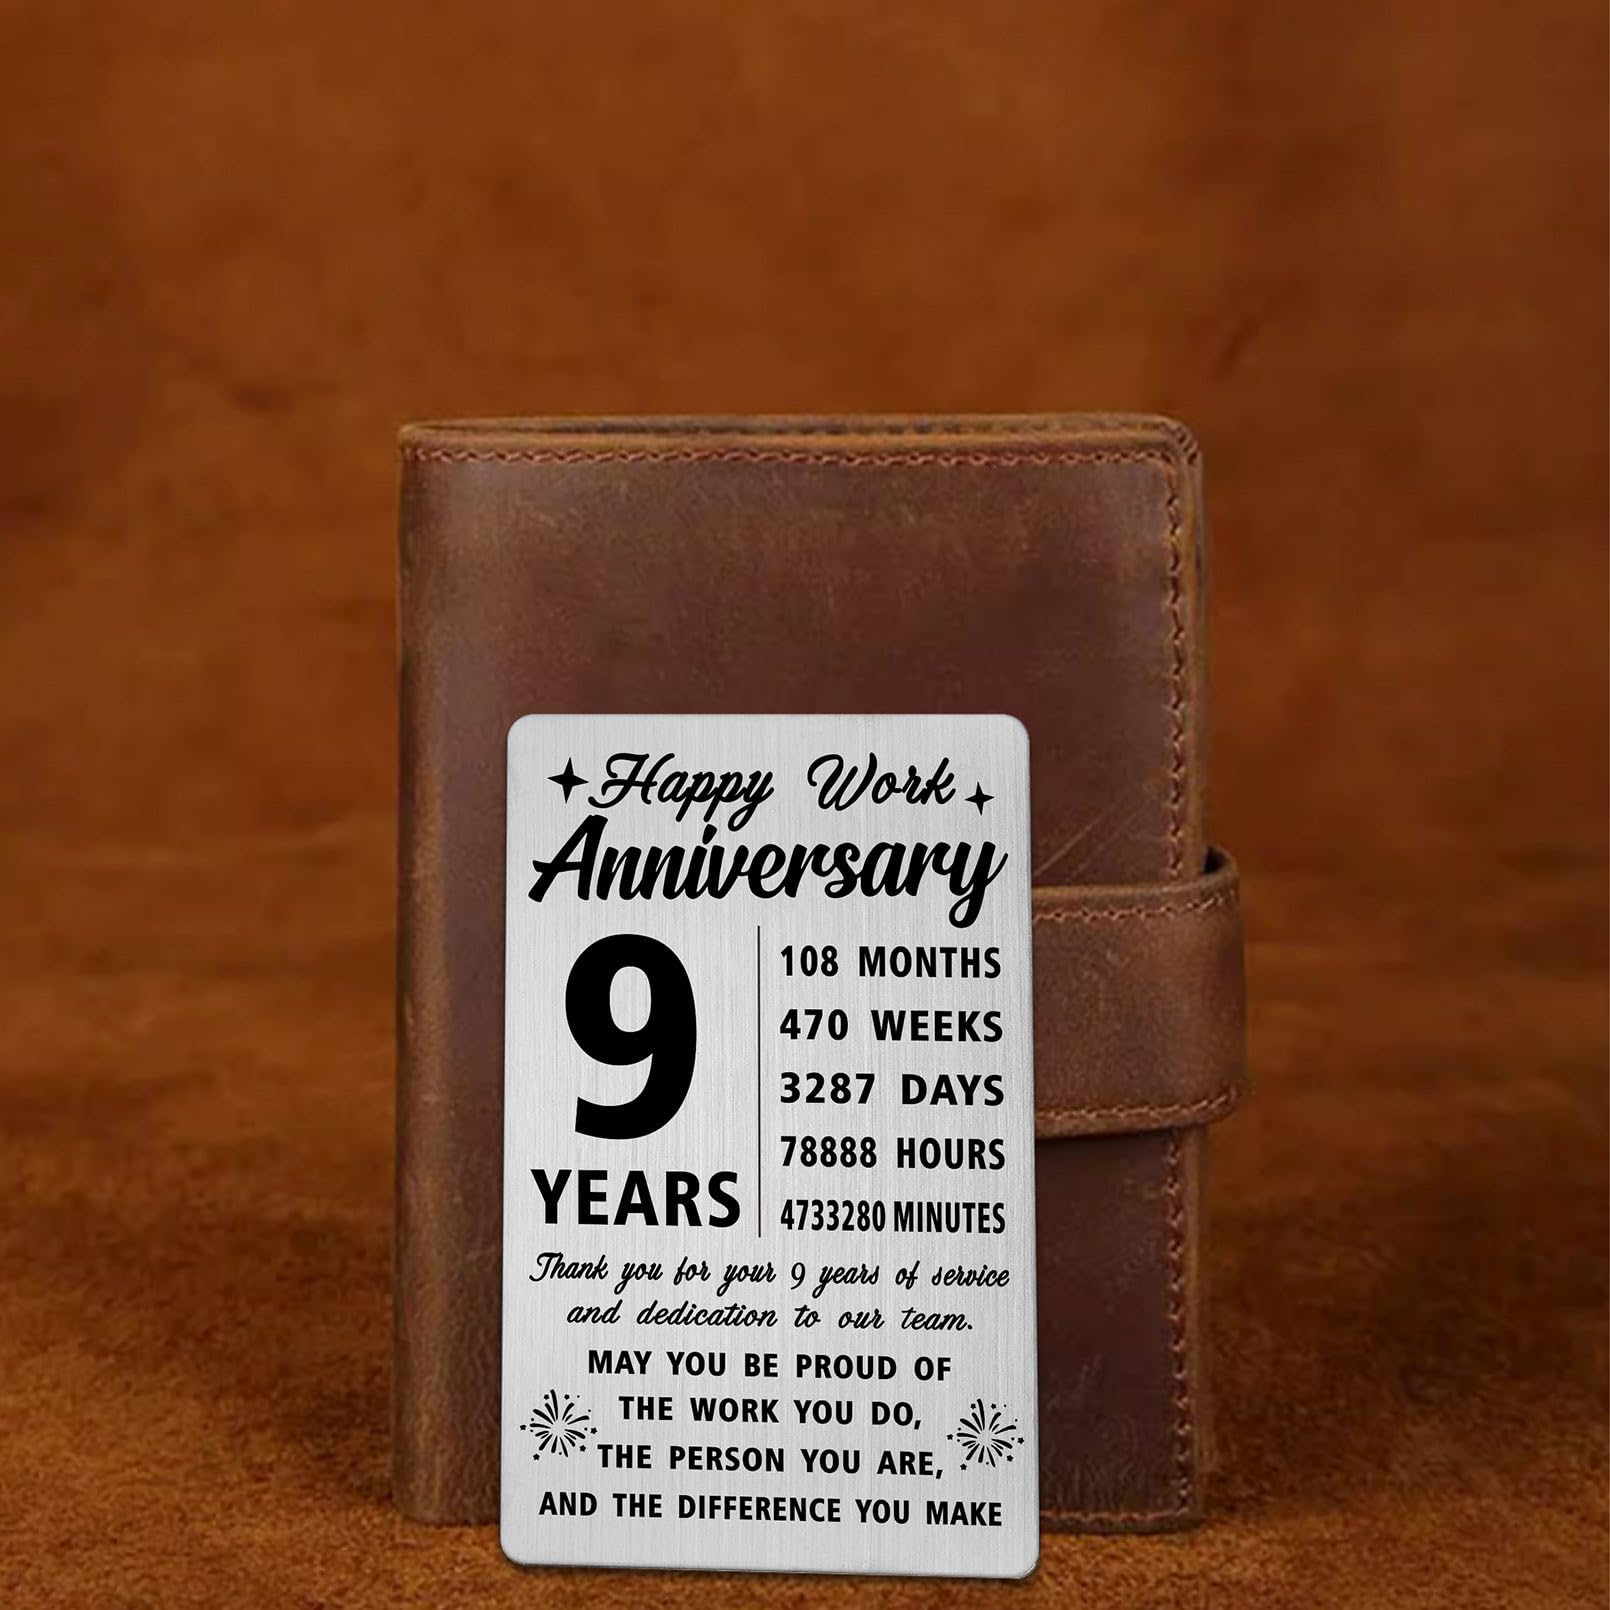 Happy Work
Anniversary
9
YEARS
108 MONTHS
470 WEEKS
3287 DAYS
78888 HOURS
4733280 MINUTES
Thank you for your 9 years of service
and dedication to our team.
MAY YOU BE PROUD OF
THE WORK YOU DO,
THE PERSON YOU ARE,
AND THE DIFFERENCE YOU MAKE